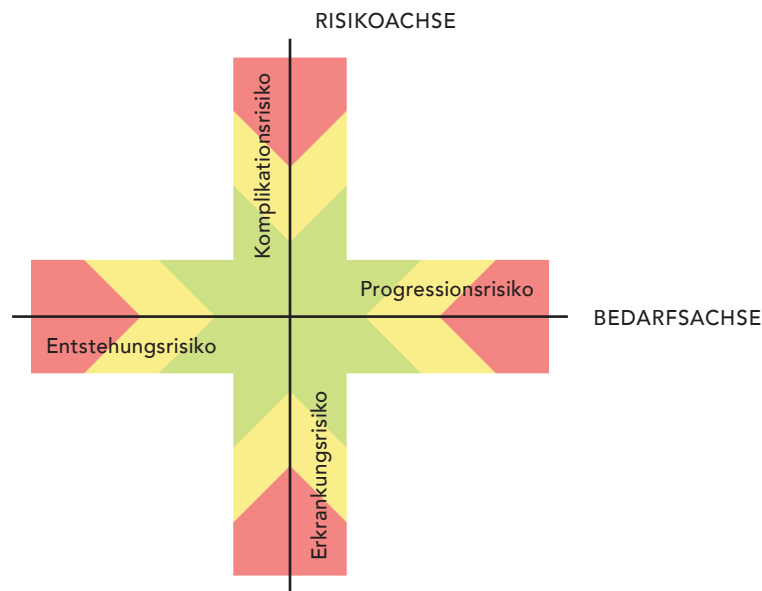 RISIKOACHSE
Komplikationsrisiko
Progressionsrisiko
BEDARFSACHSE
Entstehungsrisiko
Erkrankungsrisiko